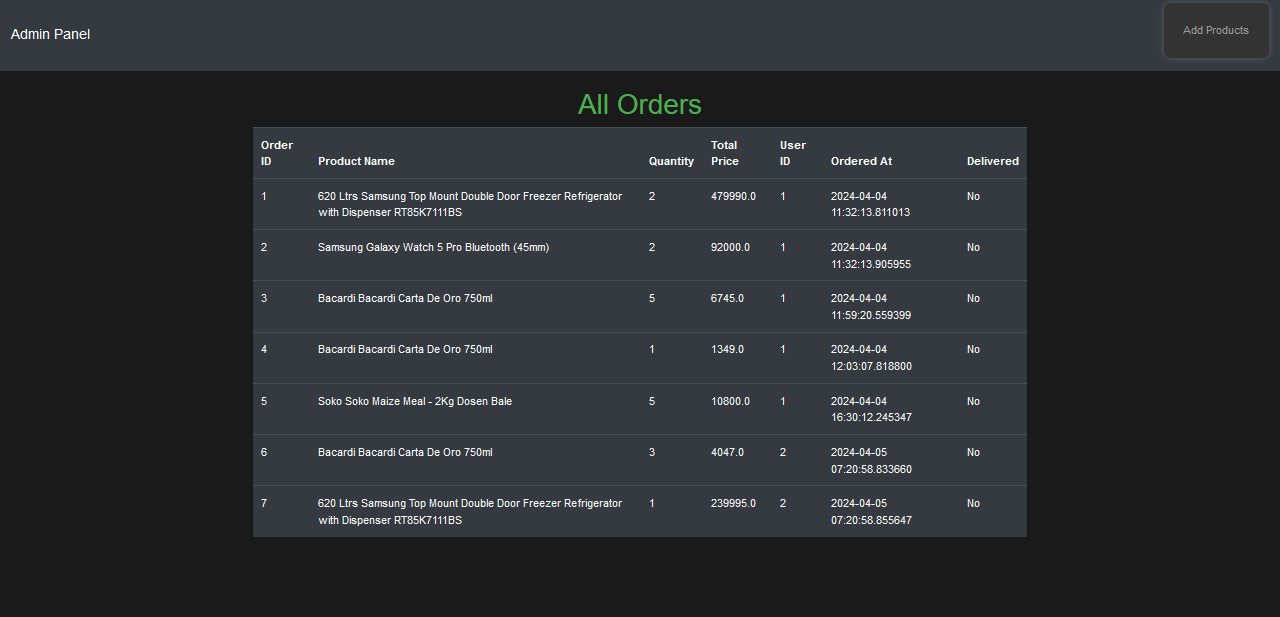 Admin Panel
Add Products
All Orders
Order ID Product Name Quantity Total Price User ID Ordered At Delivered
1 620 Ltrs Samsung Top Mount Double Door Freezer Refrigerator 2 479990.0 1 2024-04-04 No
with Dispenser RT85K7111BS 11:32:13.811013
2 Samsung Galaxy Watch 5 Pro Bluetooth (45mm) 2 92000.0 1 2024-04-04 No
11:32:13.905955
3 Bacardi Bacardi Carta De Oro 750ml 5 6745.0 1 2024-04-04 No
11:59:20.559399
4 Bacardi Bacardi Carta De Oro 750ml 1 1349.0 1 2024-04-04 No
12:03:07.818800
5 Soko Soko Maize Meal - 2Kg Dosen Bale 5 10800.0 1 2024-04-04 No
16:30:12.245347
6 Bacardi Bacardi Carta De Oro 750ml 3 4047.0 2 2024-04-05 No
07:20:58.833660
7 620 Ltrs Samsung Top Mount Double Door Freezer Refrigerator 1 239995.0 2 2024-04-05 No
with Dispenser RT85K7111BS 07:20:58.855647